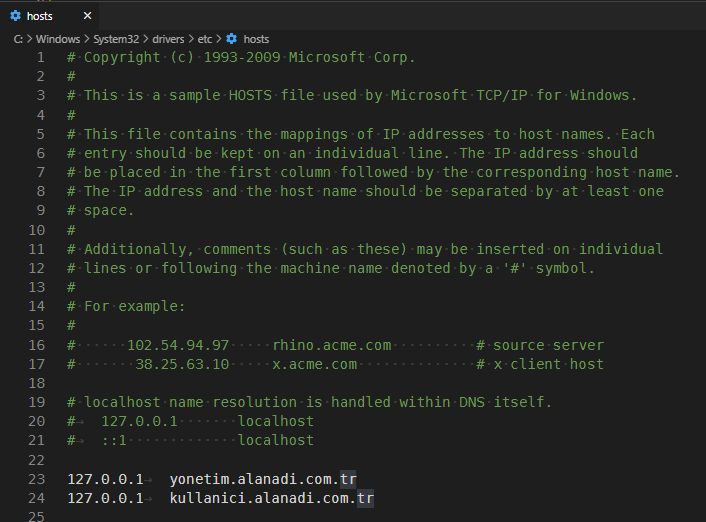 hosts
C: > Windows > System32 > drivers > etc > hosts
1 # Copyright (c) 1993-2009 Microsoft Corp.
2 #
3 # This is a sample HOSTS file used by Microsoft TCP/IP for Windows.
4 #
5 # This file contains the mappings of IP addresses to host names. Each
6 # entry should be kept on an individual line. The IP address should
7 # be placed in the first column followed by the corresponding host name.
8 # The IP address and the host name should be separated by at least one
9 # space.
10 #
11 # Additionally, comments (such as these) may be inserted on individual
12 # lines or following the machine name denoted by a '#' symbol.
13 #
14 # For example:
15 #
16 #      102.54.94.97     rhino.acme.com          # source server
17 #       38.25.63.10     x.acme.com              # x client host
18
19 # localhost name resolution is handled within DNS itself.
20 #	127.0.0.1       localhost
21 #	::1             localhost
22
23 127.0.0.1	yonetim.alanadi.com.tr
24 127.0.0.1	kullanici.alanadi.com.tr
25